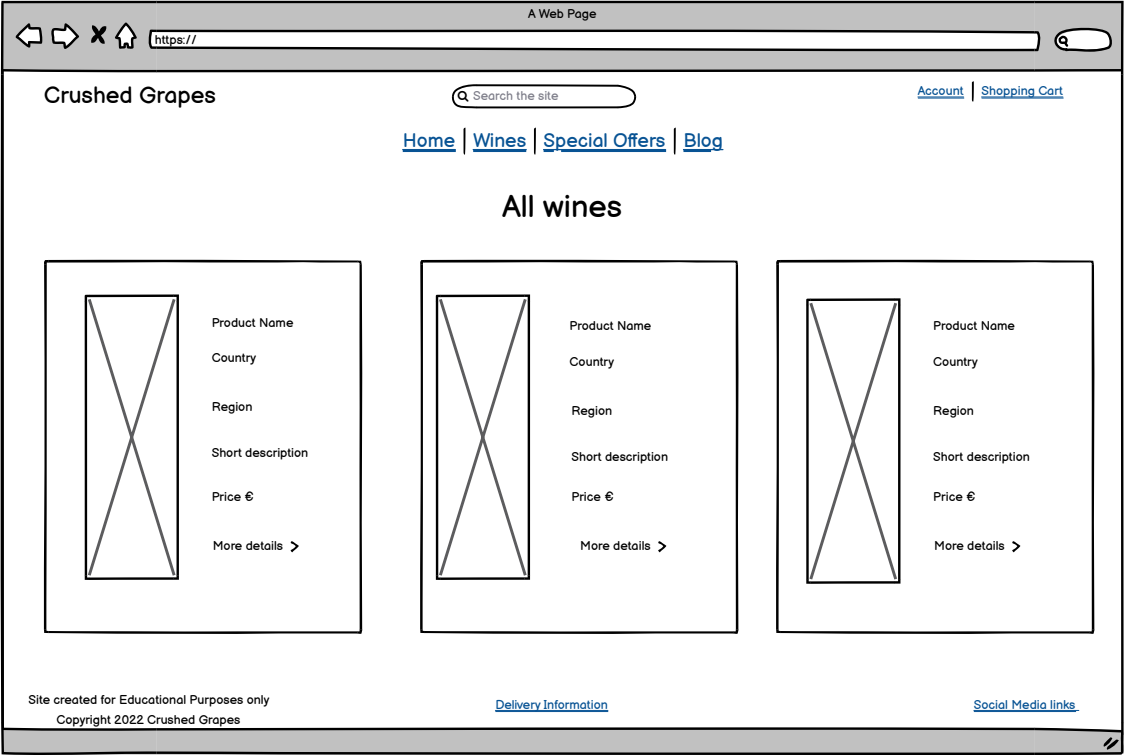 A Web Page
https://
Crushed Grapes
Search the site
Account
Shopping Cart
Home
Wines
Special Offers
Blog
All wines
Product Name
Country
Region
Short description
Price €
More details
Product Name
Country
Region
Short description
Price €
More details
Product Name
Country
Region
Short description
Price €
More details
Site created for Educational Purposes only
Copyright 2022 Crushed Grapes
Delivery Information
Social Media links